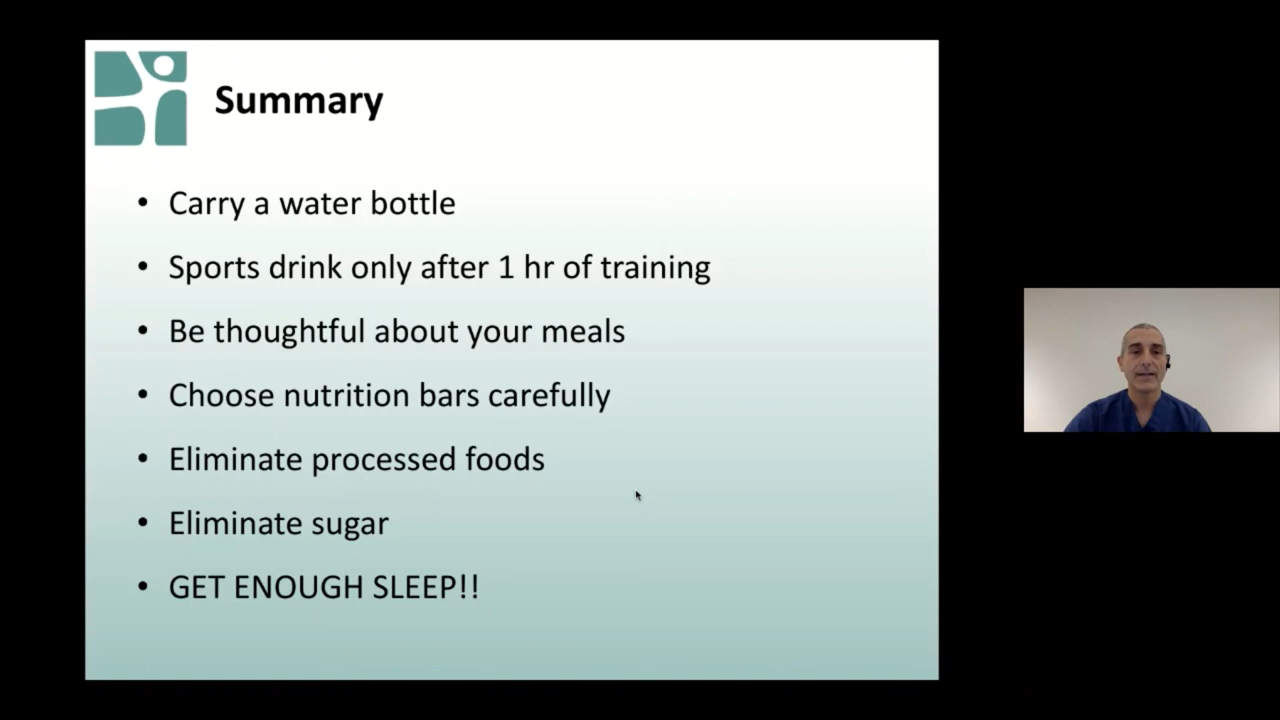 Summary
• Carry a water bottle
• Sports drink only after 1 hr of training
• Be thoughtful about your meals
• Choose nutrition bars carefully
• Eliminate processed foods
• Eliminate sugar
• GET ENOUGH SLEEP!!